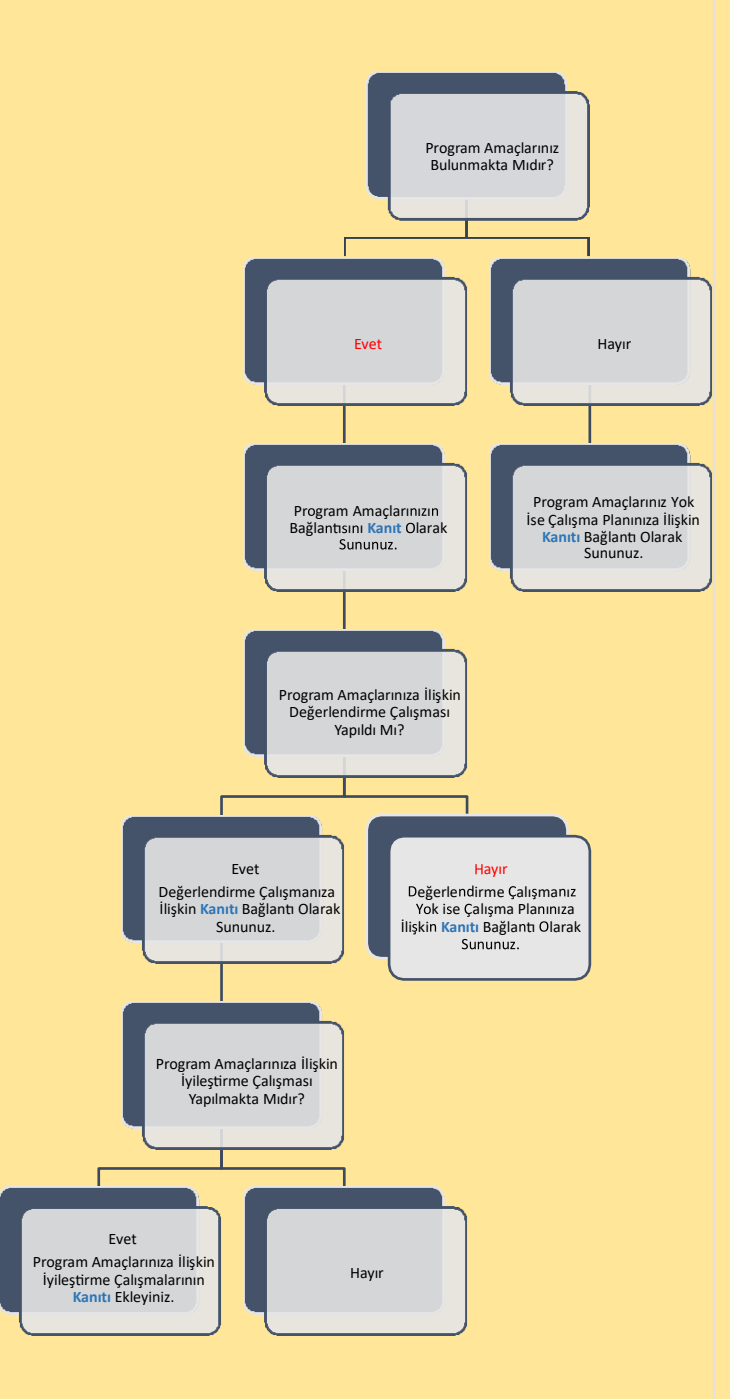 Program Amaçlarınız
Bulunmakta Mıdır?
Evet
Hayır
Program Amaçlarınızın
Bağlantısını Kanıt Olarak
Sununuz.
Program Amaçlarınız Yok
İse Çalışma Planınıza İlişkin
Kanıtı Bağlantı Olarak
Sununuz.
Program Amaçlarınıza İlişkin
Değerlendirme Çalışması
Yapıldı Mı?
Evet
Değerlendirme Çalışmanıza
İlişkin Kanıtı Bağlantı Olarak
Sununuz.
Hayır
Değerlendirme Çalışmanız
Yok ise Çalışma Planınıza
İlişkin Kanıtı Bağlantı Olarak
Sununuz.
Program Amaçlarınıza İlişkin
İyileştirme Çalışması
Yapılmakta Mıdır?
Evet
Program Amaçlarınıza İlişkin
İyileştirme Çalışmalarının
Kanıtı Ekleyiniz.
Hayır